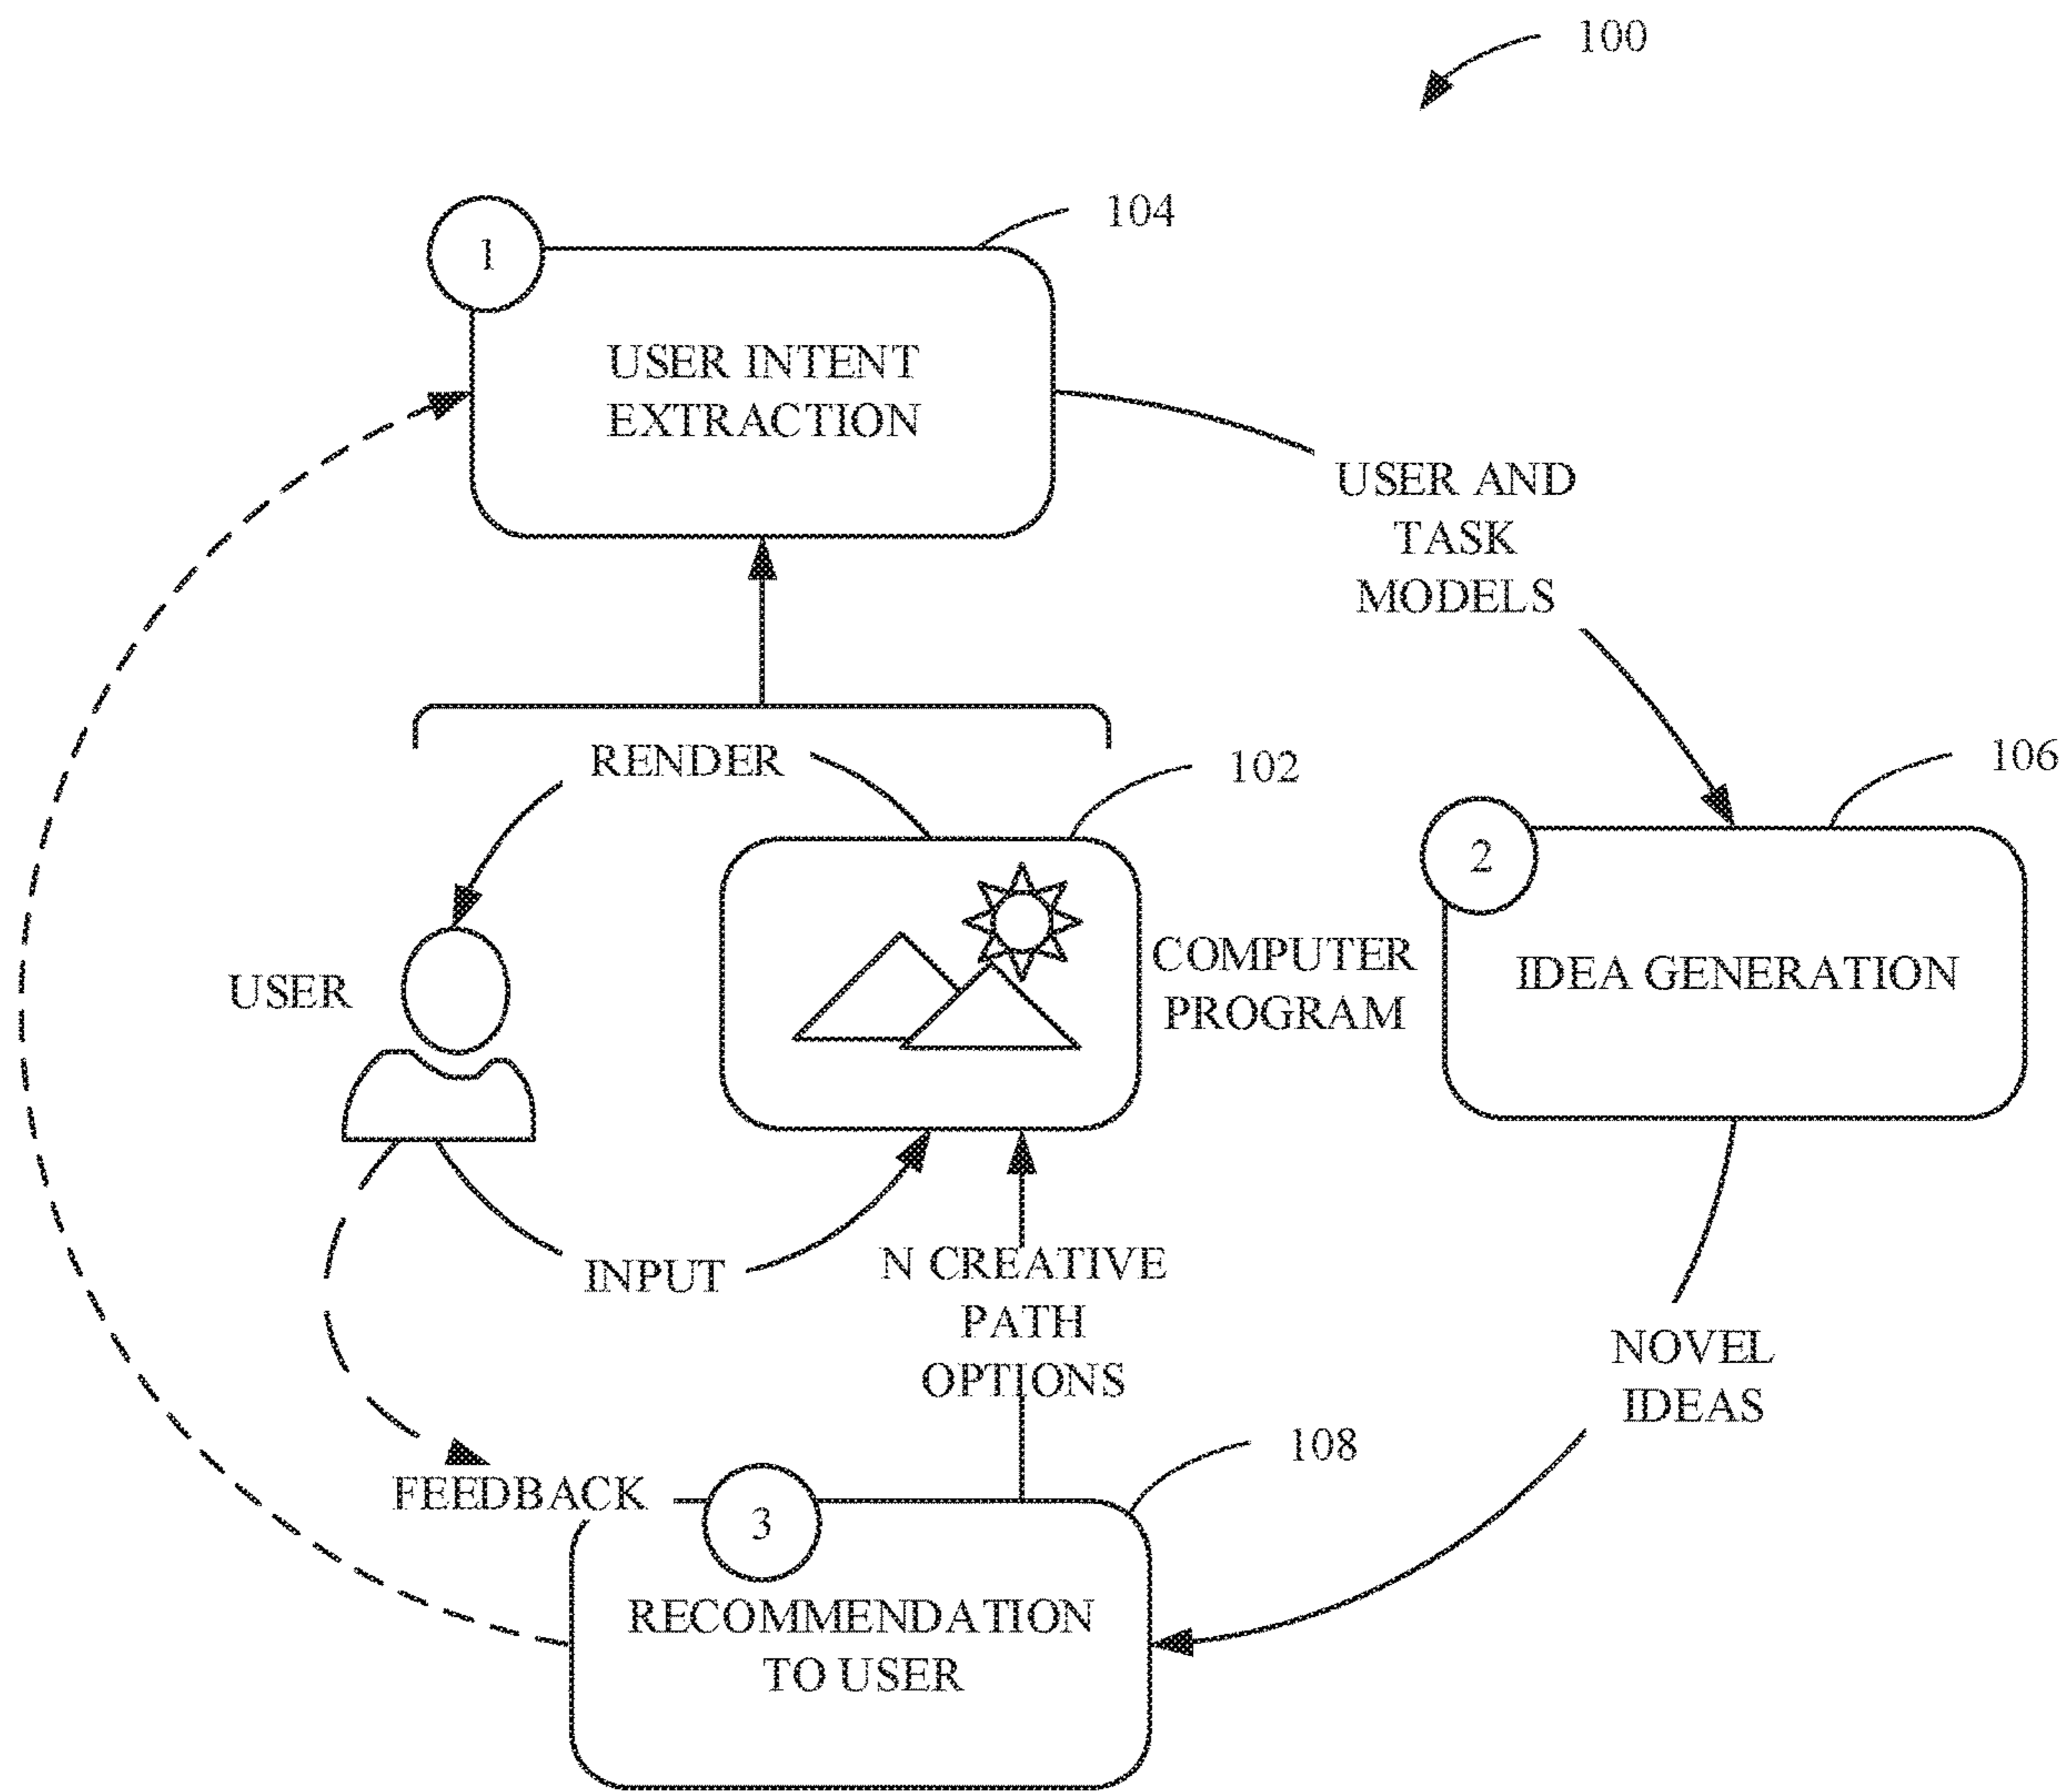 100
104
1
USER INTENT
EXTRACTION
USER AND
TASK
MODELS
RENDER
102
106
2
USER
COMPUTER
PROGRAM
IDEA GENERATION
INPUT
N CREATIVE
PATH
OPTIONS
NOVEL
IDEAS
108
FEEDBACK
3
RECOMMENDATION
TO USER